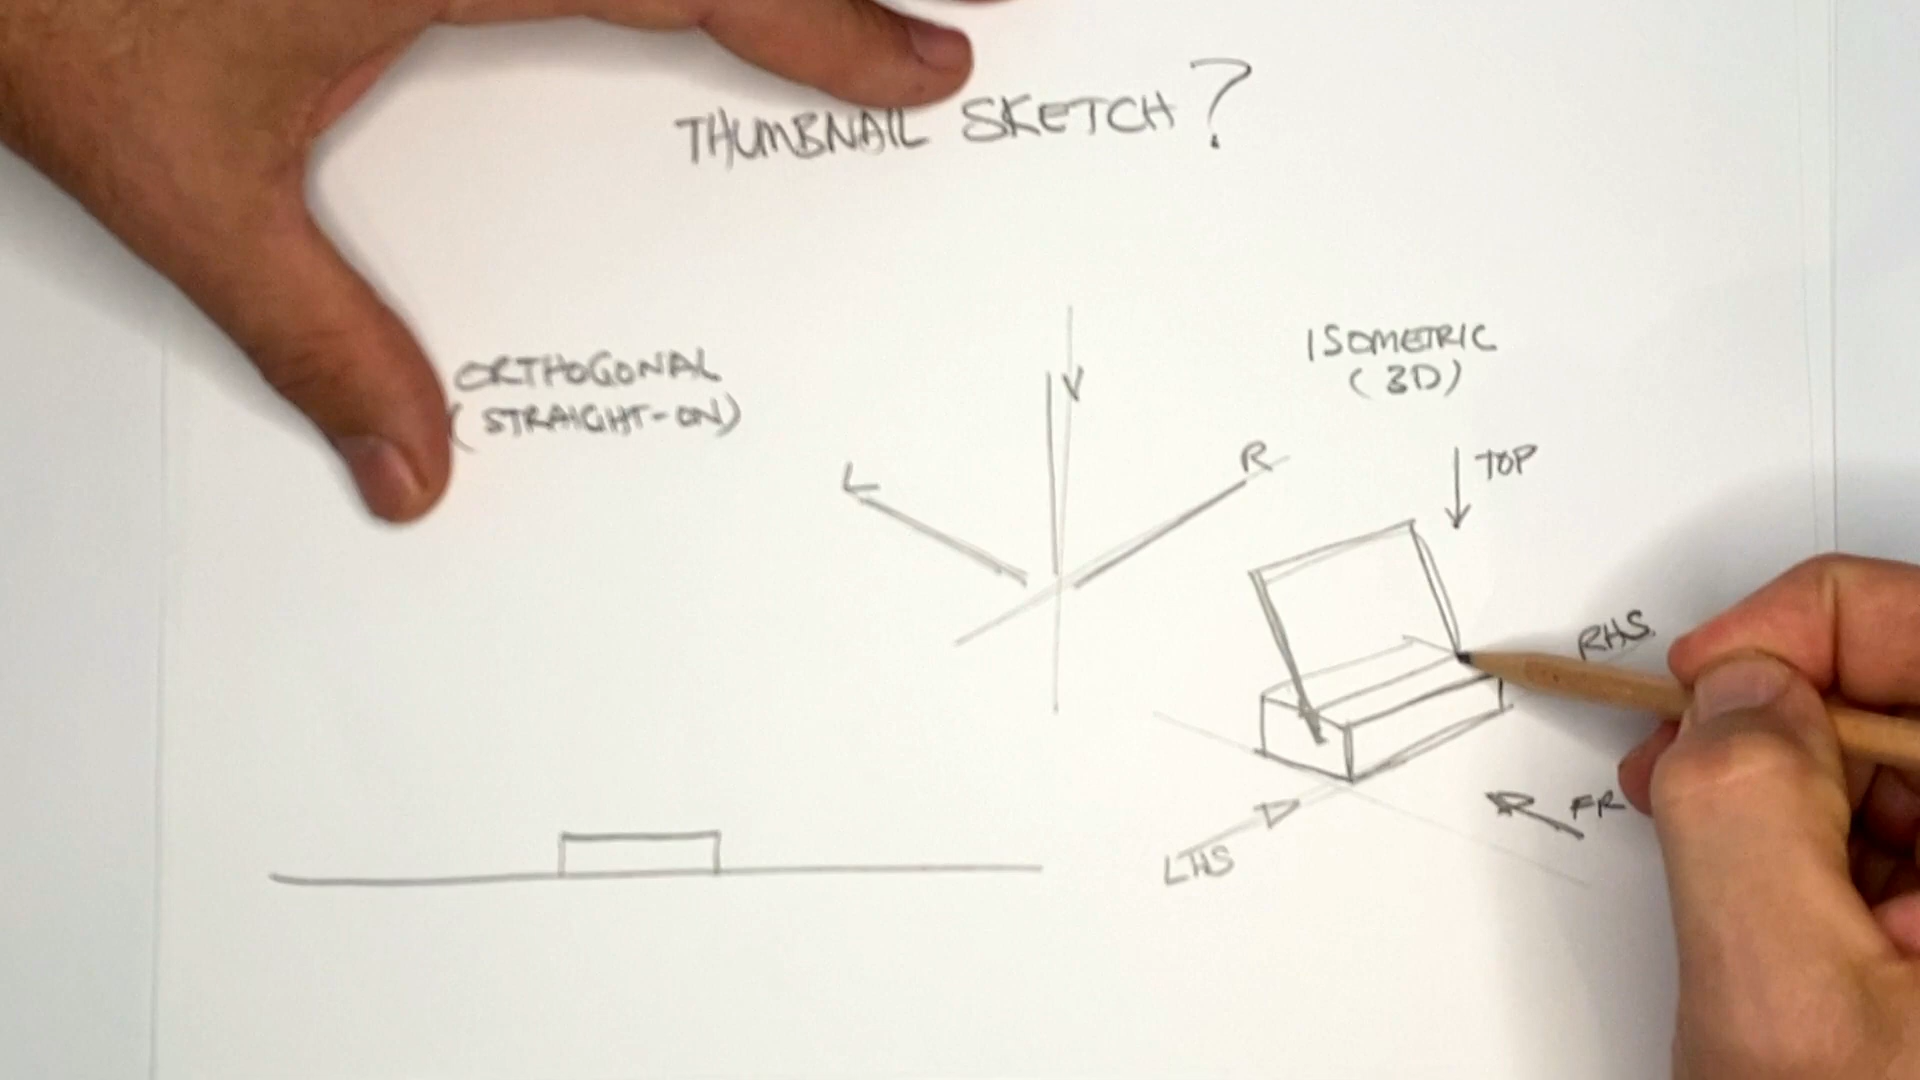 THUMBNAIL SKETCH?
ORTHOGONAL
(STRAIGHT-ON)
V
L
R
ISOMETRIC
(3D)
TOP
RHS
FR
LHS